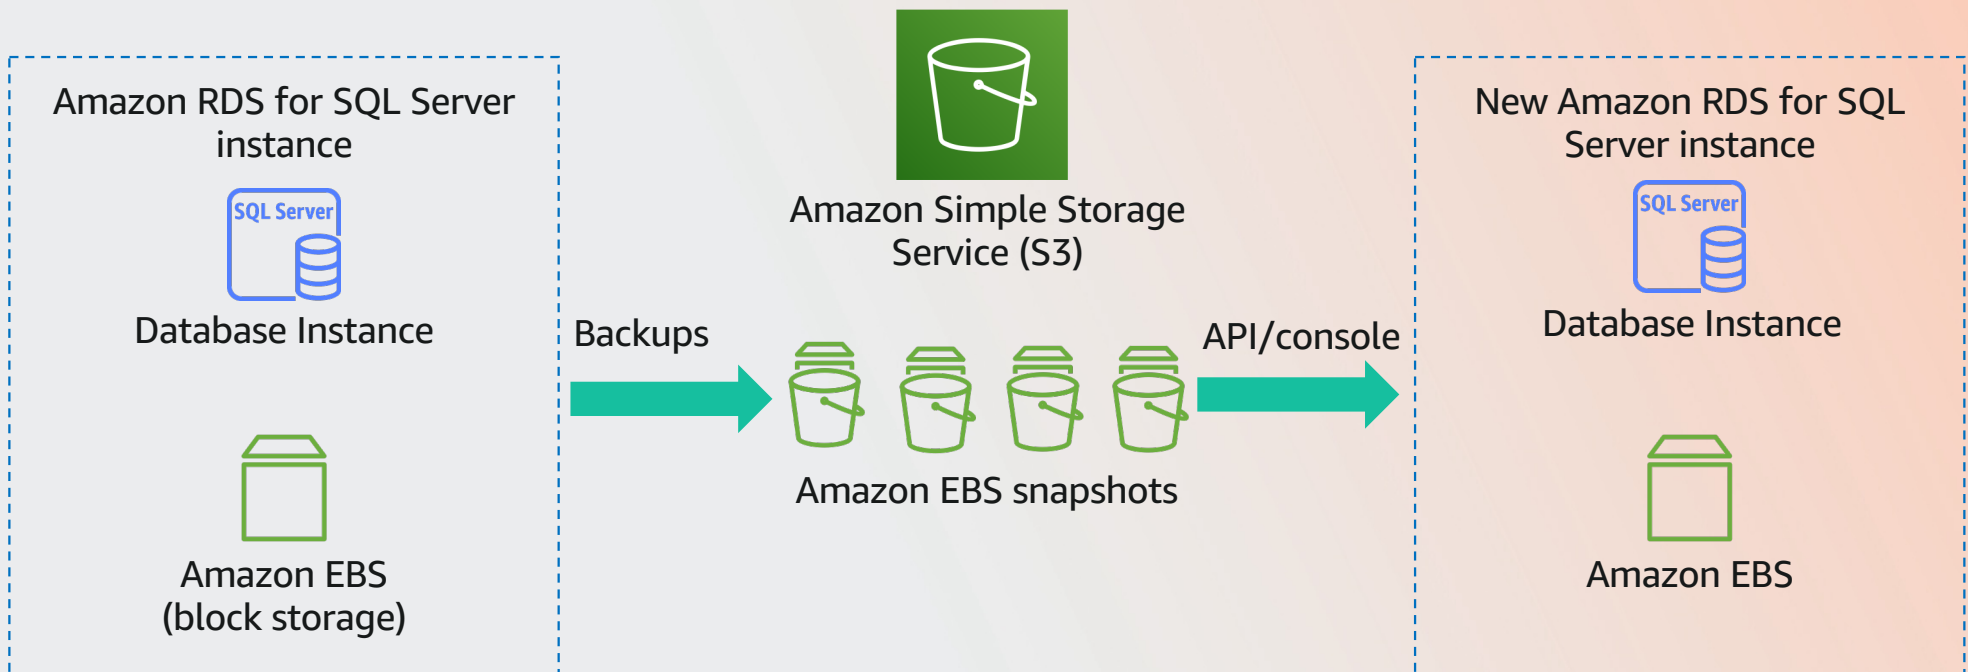 Amazon RDS for SQL Server
instance
SQL Server
Database Instance
Amazon EBS
(block storage)
Backups
Amazon Simple Storage
Service (S3)
Amazon EBS snapshots
API/console
New Amazon RDS for SQL
Server instance
SQL Server
Database Instance
Amazon EBS